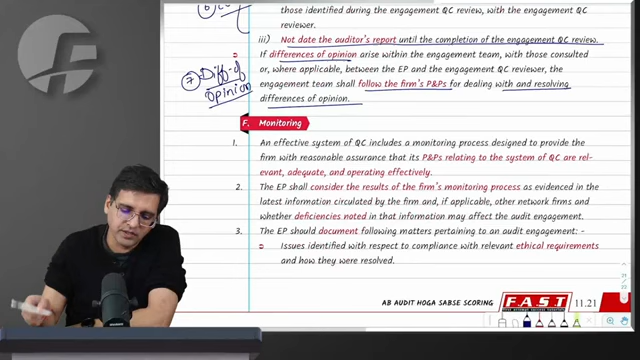 those identified during the engagement QC review, with the engagement QC
reviewer.
iii) Not date the auditor's report until the completion of the engagement QC review.
If differences of opinion arise within the engagement team, with those consulted
or, where applicable, between the EP and the engagement QC reviewer, the
engagement team shall follow the firm's P&Ps for dealing with and resolving
differences of opinion.
6
7 Diff. of
opinion
F. Monitoring
1. An effective system of QC includes a monitoring process designed to provide the
firm with reasonable assurance that its P&Ps relating to the system of QC are rel-
evant, adequate, and operating effectively.
2. The EP shall consider the results of the firm's monitoring process as evidenced in the
latest information circulated by the firm and, if applicable, other network firms and
whether deficiencies noted in that information may affect the audit engagement.
3. The EP should document following matters pertaining to an audit engagement: -
Issues identified with respect to compliance with relevant ethical requirements
and how they were resolved.
AB AUDIT HOGA SABSE SCORING F.A.S.T. 11.21